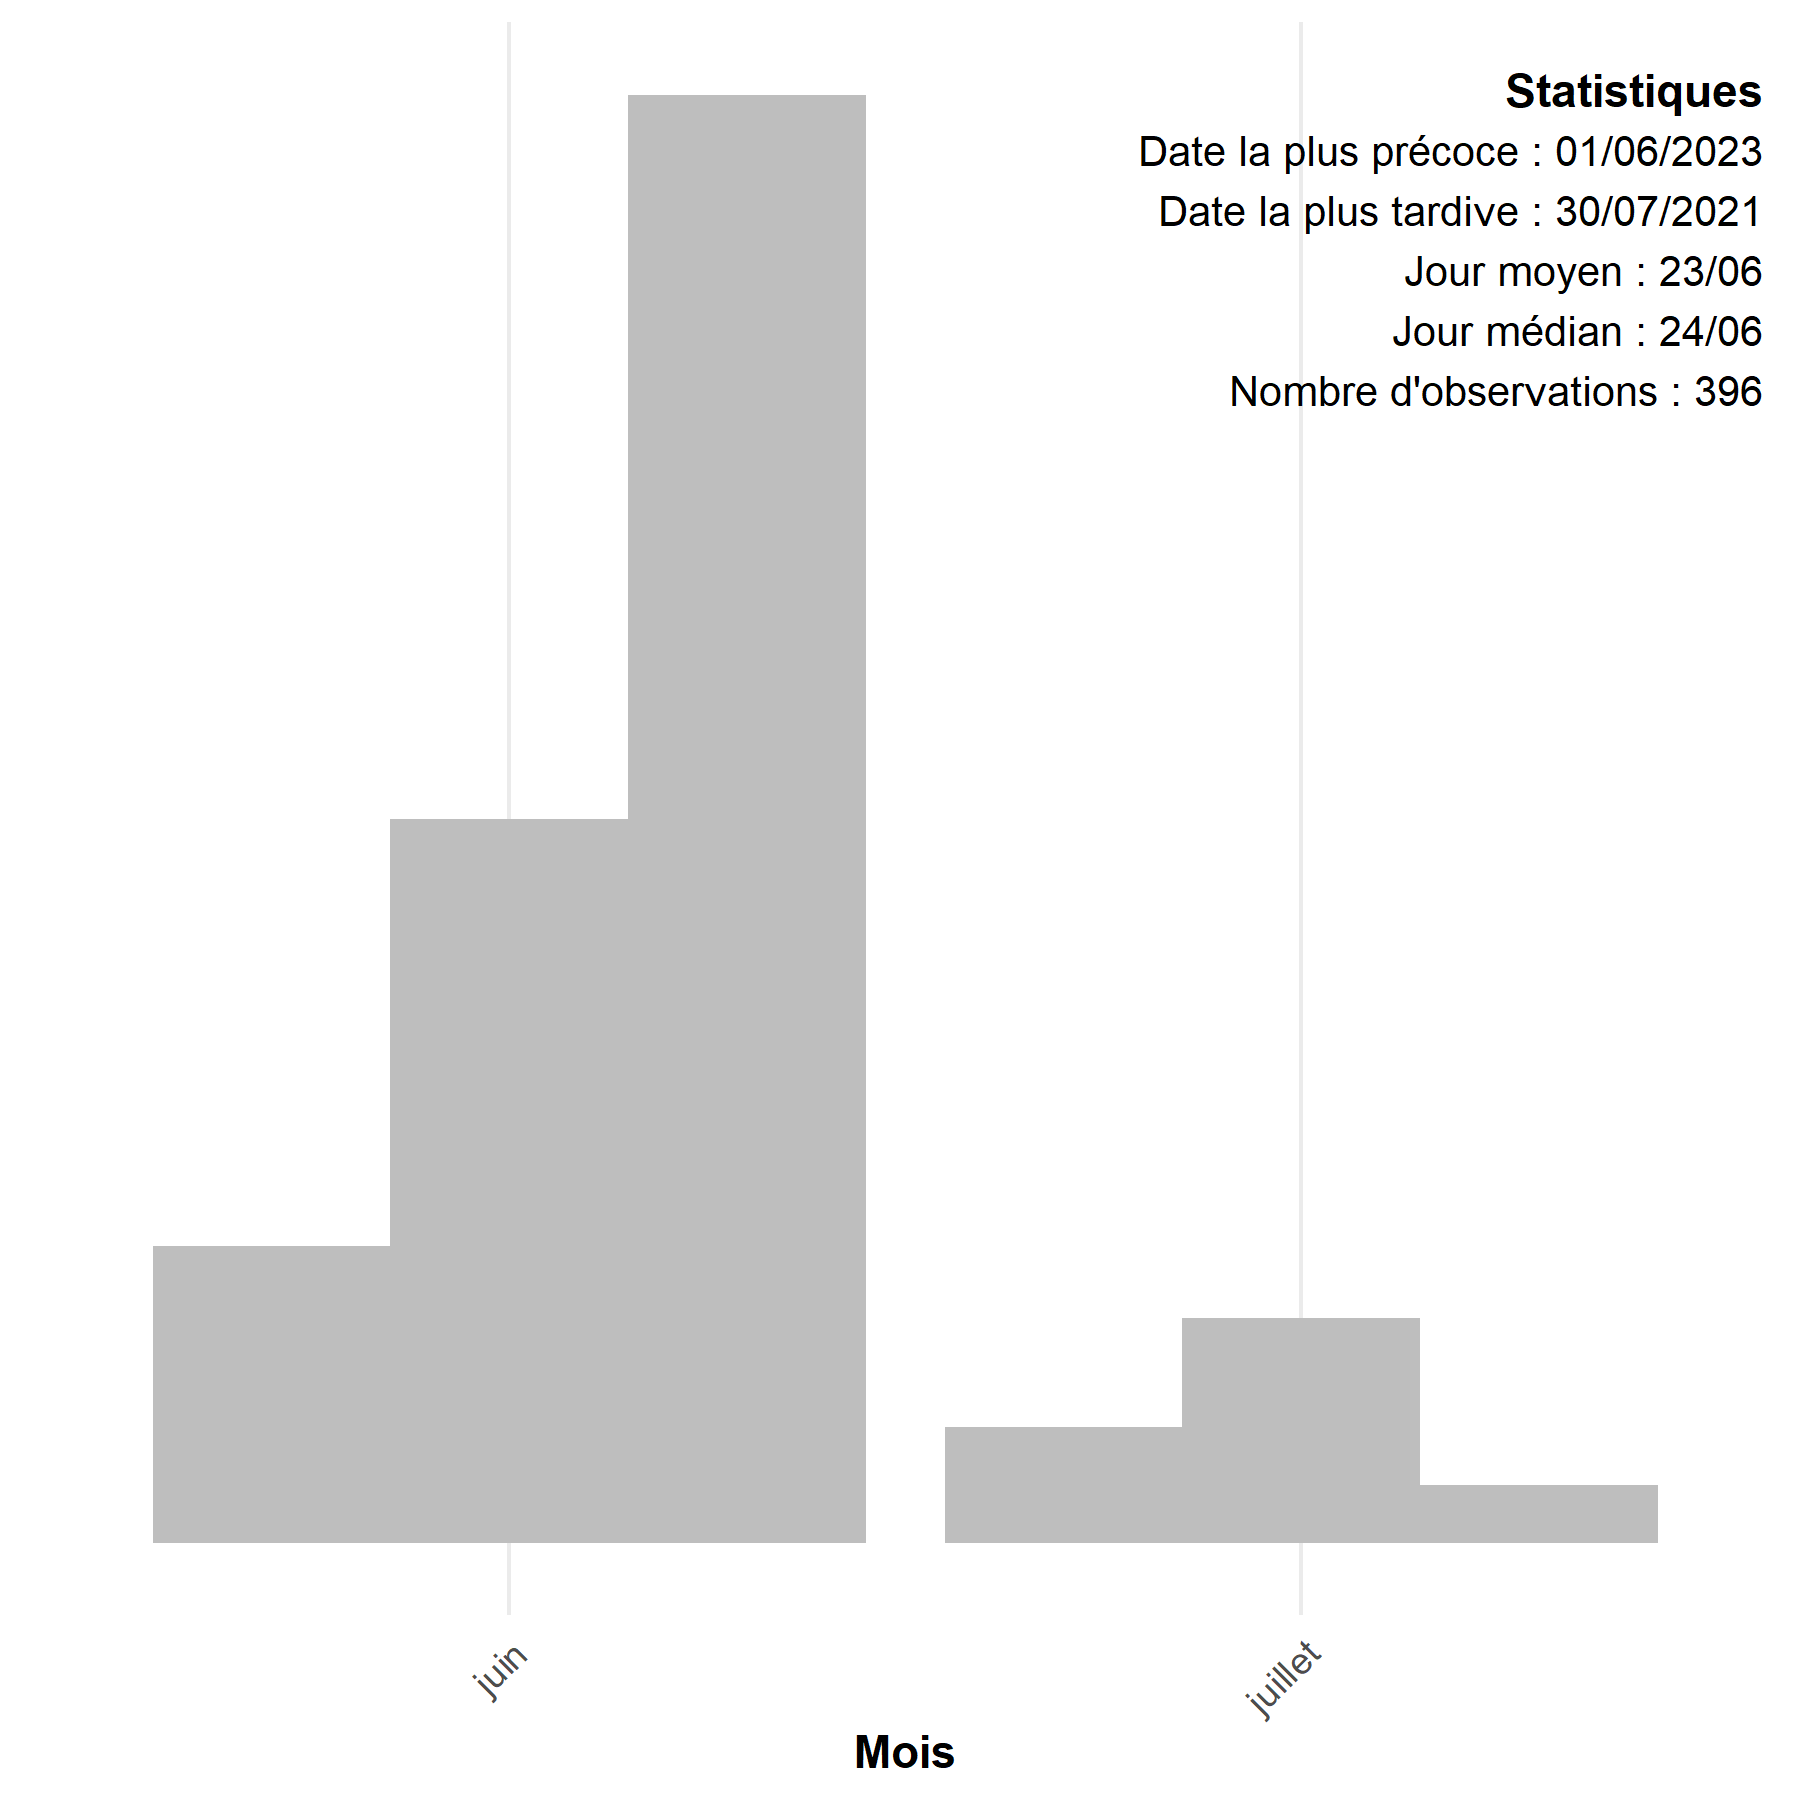 Statistiques
Date la plus précoce : 01/06/2023
Date la plus tardive : 30/07/2021
Jour moyen : 23/06
Jour médian : 24/06
Nombre d'observations : 396
juin
juillet
Mois